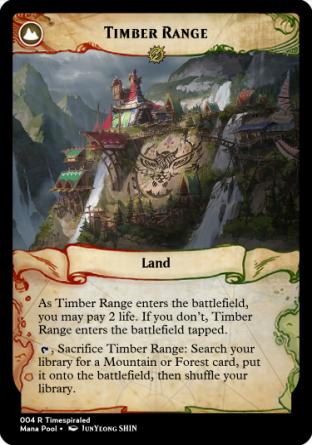 TIMBER RANGE
Land
As Timber Range enters the battlefield,
you may pay 2 life. If you don't, Timber
Range enters the battlefield tapped.
, Sacrifice Timber Range: Search your
library for a Mountain or Forest card, put
it onto the battlefield, then shuffle your
library.
004 R Timespiraled
Mana Pool • JUNYEONG SHIN